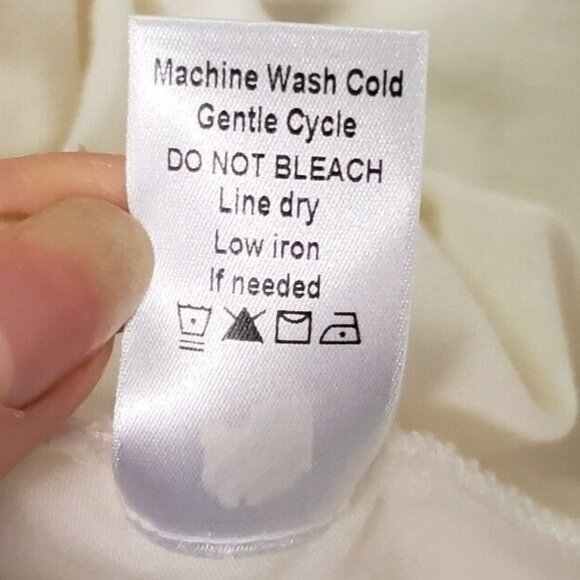 Machine Wash Cold
Gentle Cycle
DO NOT BLEACH
Line dry
Low iron
If needed